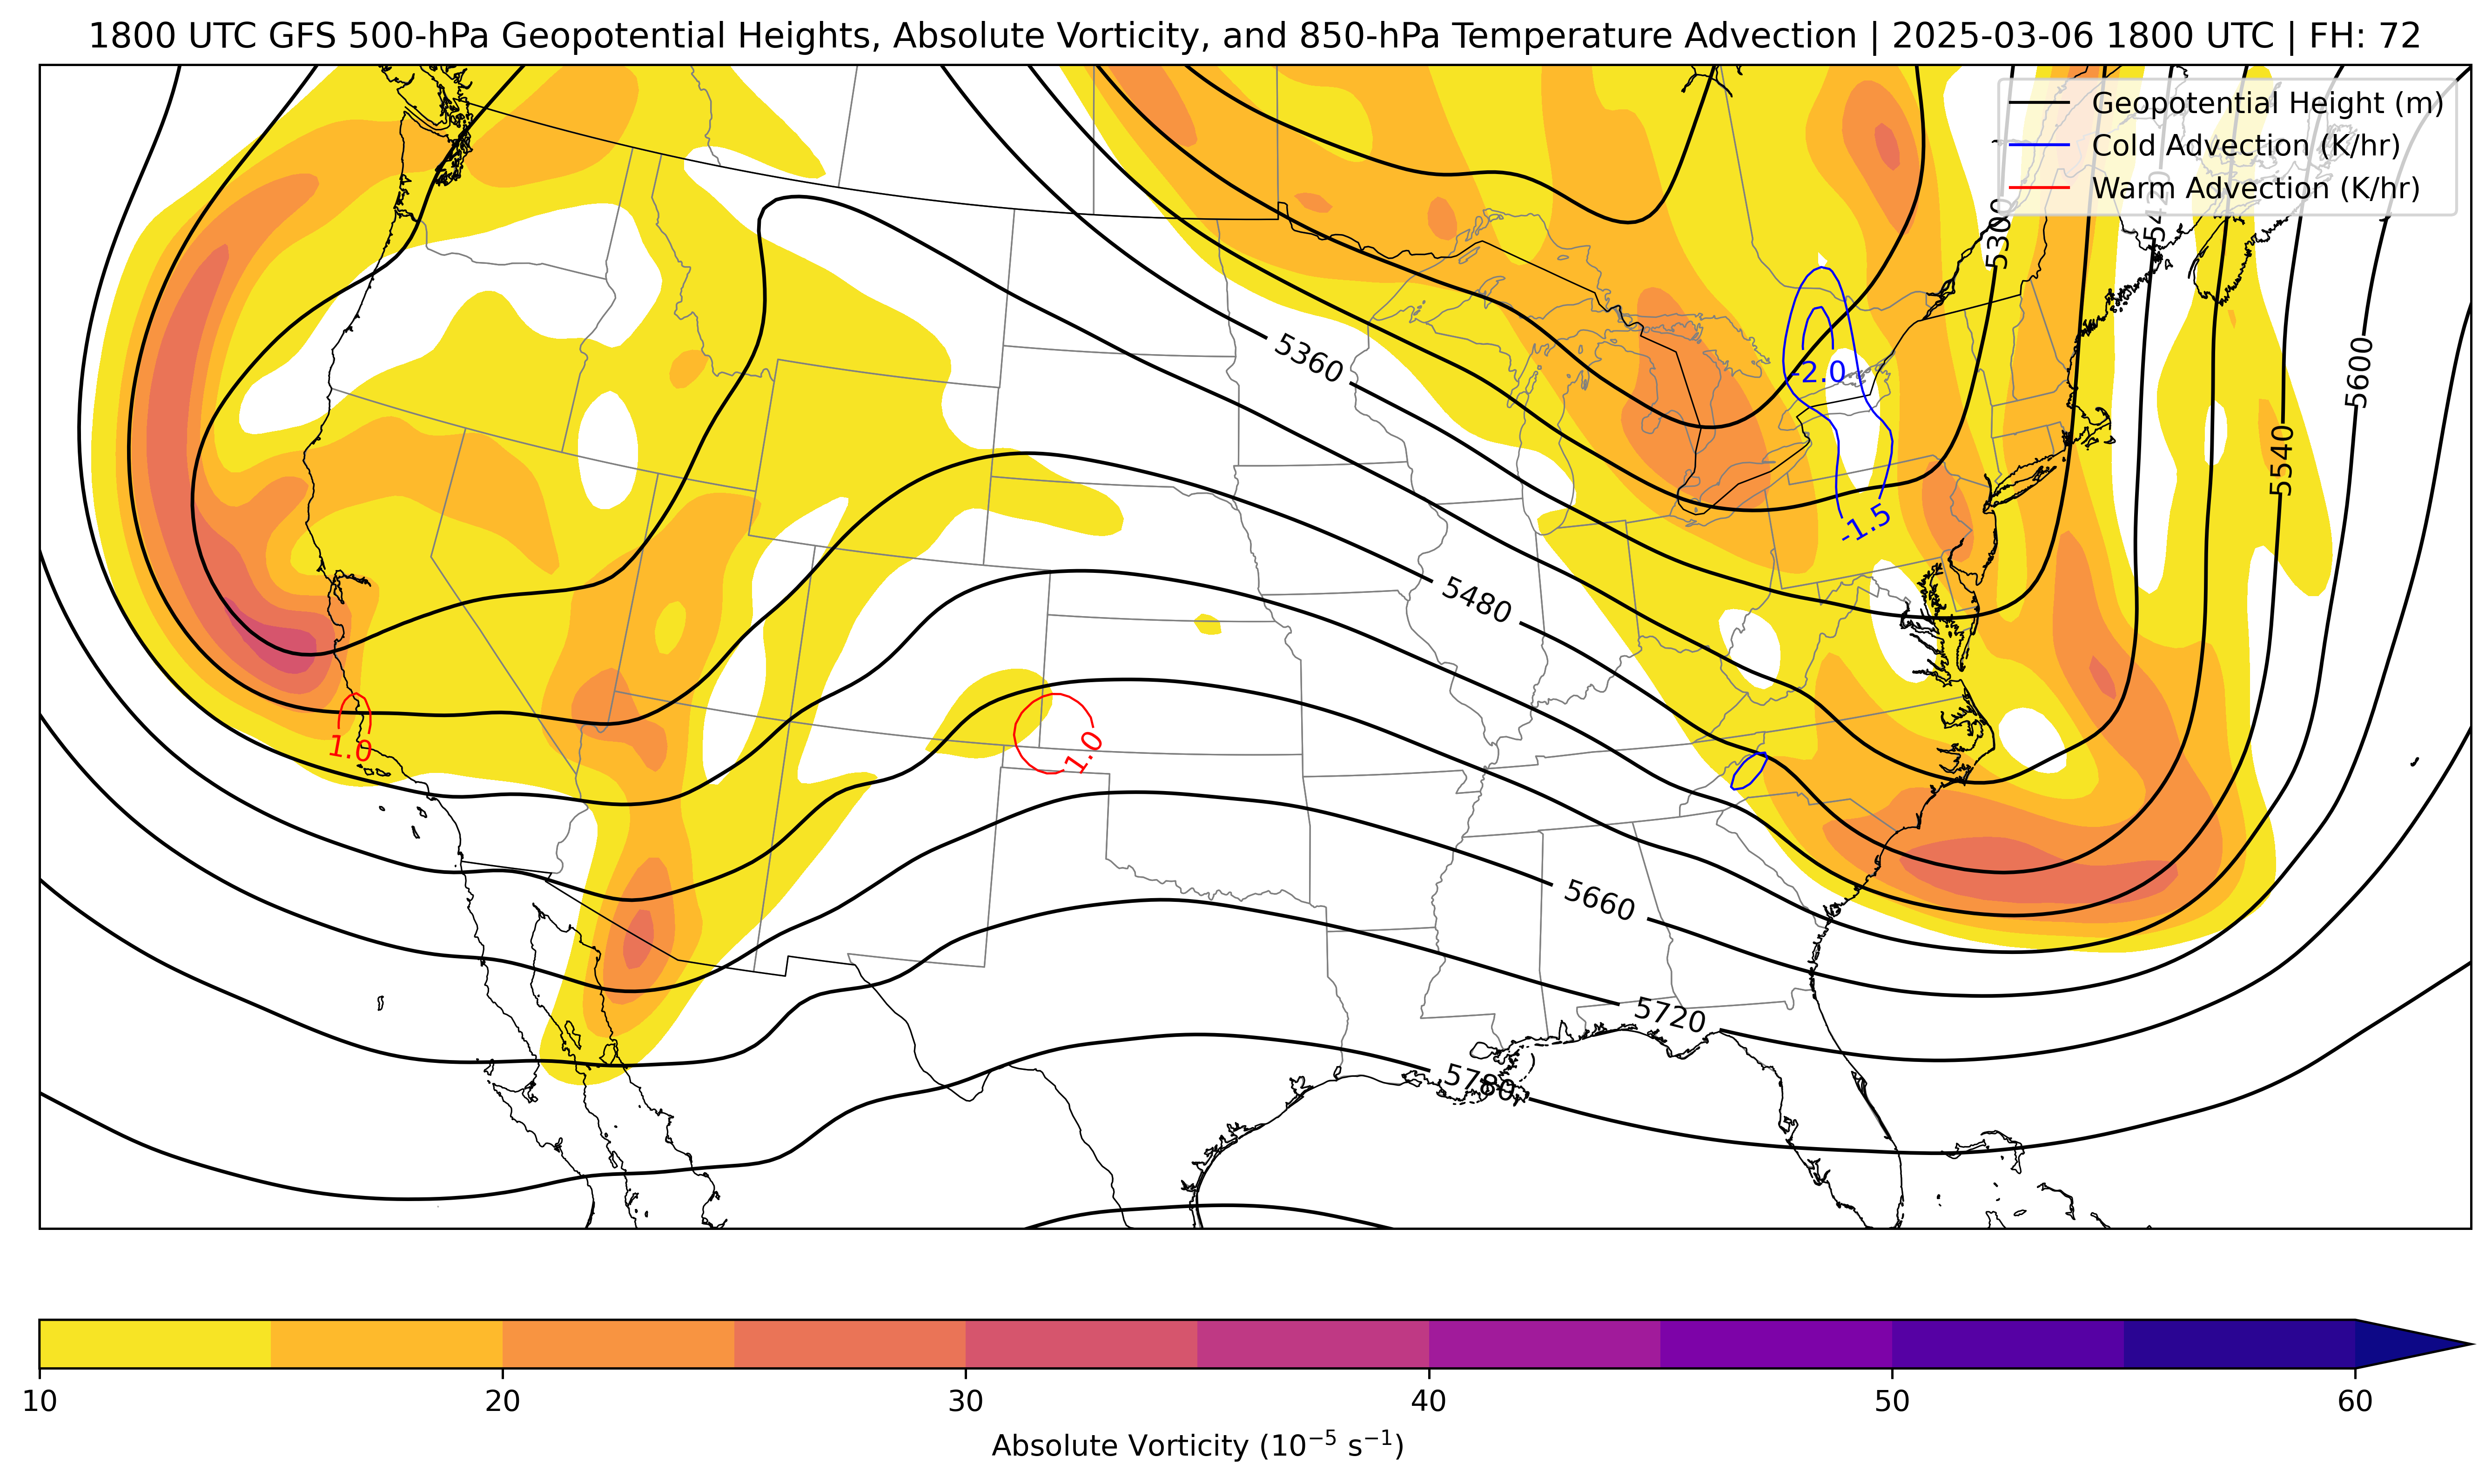 1800 UTC GFS 500-hPa Geopotential Heights, Absolute Vorticity, and 850-hPa Temperature Advection | 2025-03-06 1800 UTC | FH: 72
Geopotential Height (m)
Cold Advection (K/hr)
Warm Advection (K/hr)
5420
5300
5360
5600
-2.0
5540
-1.5
5480
1.0
1.0
5660
5720
5780
10 20 30 40 50 60
Absolute Vorticity (10⁻⁵ s⁻¹)